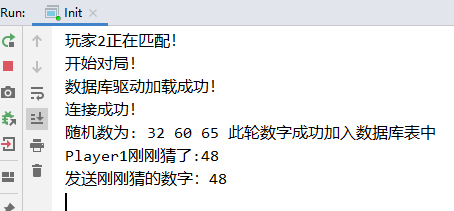 Run: Init
玩家2正在匹配！
开始对局！
数据库驱动加载成功！
连接成功！
随机数为: 32 60 65 此轮数字成功加入数据库表中
Player1刚刚猜了:48
发送刚刚猜的数字: 48